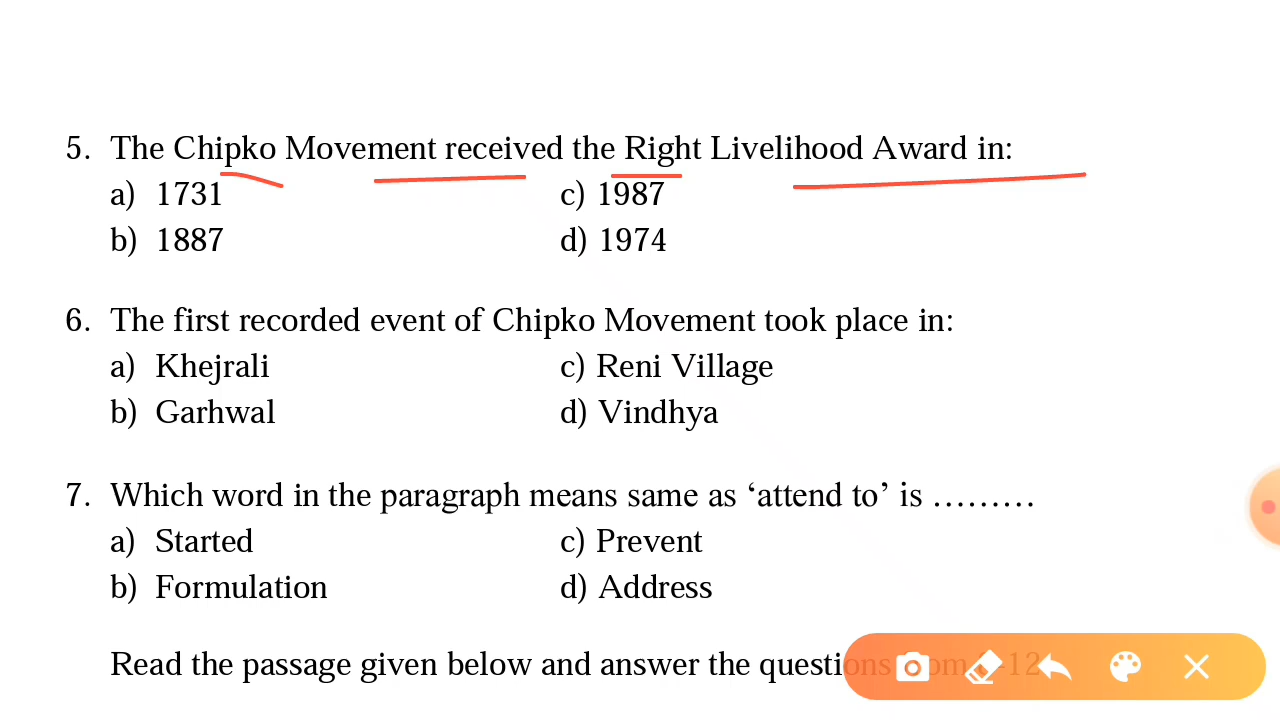 5. The Chipko Movement received the Right Livelihood Award in:
a) 1731 c) 1987
b) 1887 d) 1974
6. The first recorded event of Chipko Movement took place in:
a) Khejrali c) Reni Village
b) Garhwal d) Vindhya
7. Which word in the paragraph means same as ‘attend to’ is ………
a) Started c) Prevent
b) Formulation d) Address
Read the passage given below and answer the questions